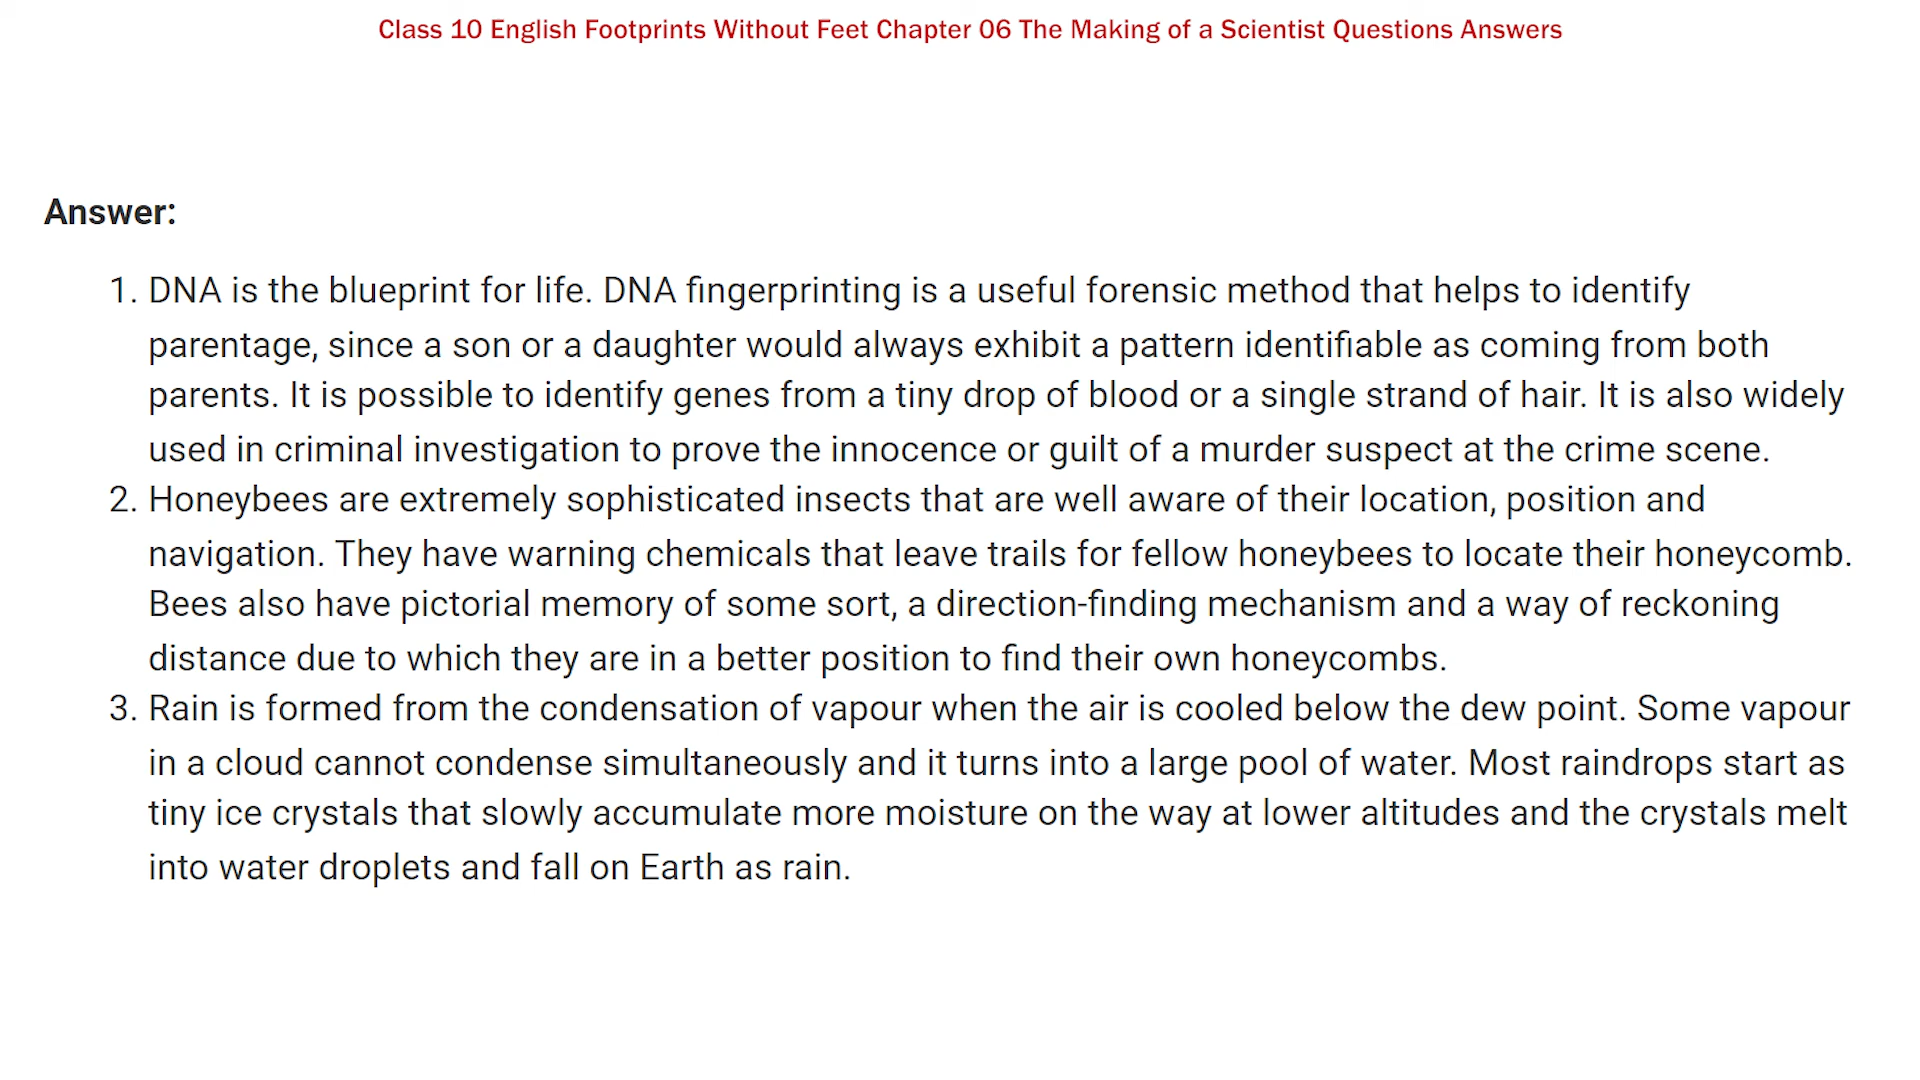 Class 10 English Footprints Without Feet Chapter 06 The Making of a Scientist Questions Answers
Answer:
1. DNA is the blueprint for life. DNA fingerprinting is a useful forensic method that helps to identify
parentage, since a son or a daughter would always exhibit a pattern identifiable as coming from both
parents. It is possible to identify genes from a tiny drop of blood or a single strand of hair. It is also widely
used in criminal investigation to prove the innocence or guilt of a murder suspect at the crime scene.
2. Honeybees are extremely sophisticated insects that are well aware of their location, position and
navigation. They have warning chemicals that leave trails for fellow honeybees to locate their honeycomb.
Bees also have pictorial memory of some sort, a direction-finding mechanism and a way of reckoning
distance due to which they are in a better position to find their own honeycombs.
3. Rain is formed from the condensation of vapour when the air is cooled below the dew point. Some vapour
in a cloud cannot condense simultaneously and it turns into a large pool of water. Most raindrops start as
tiny ice crystals that slowly accumulate more moisture on the way at lower altitudes and the crystals melt
into water droplets and fall on Earth as rain.